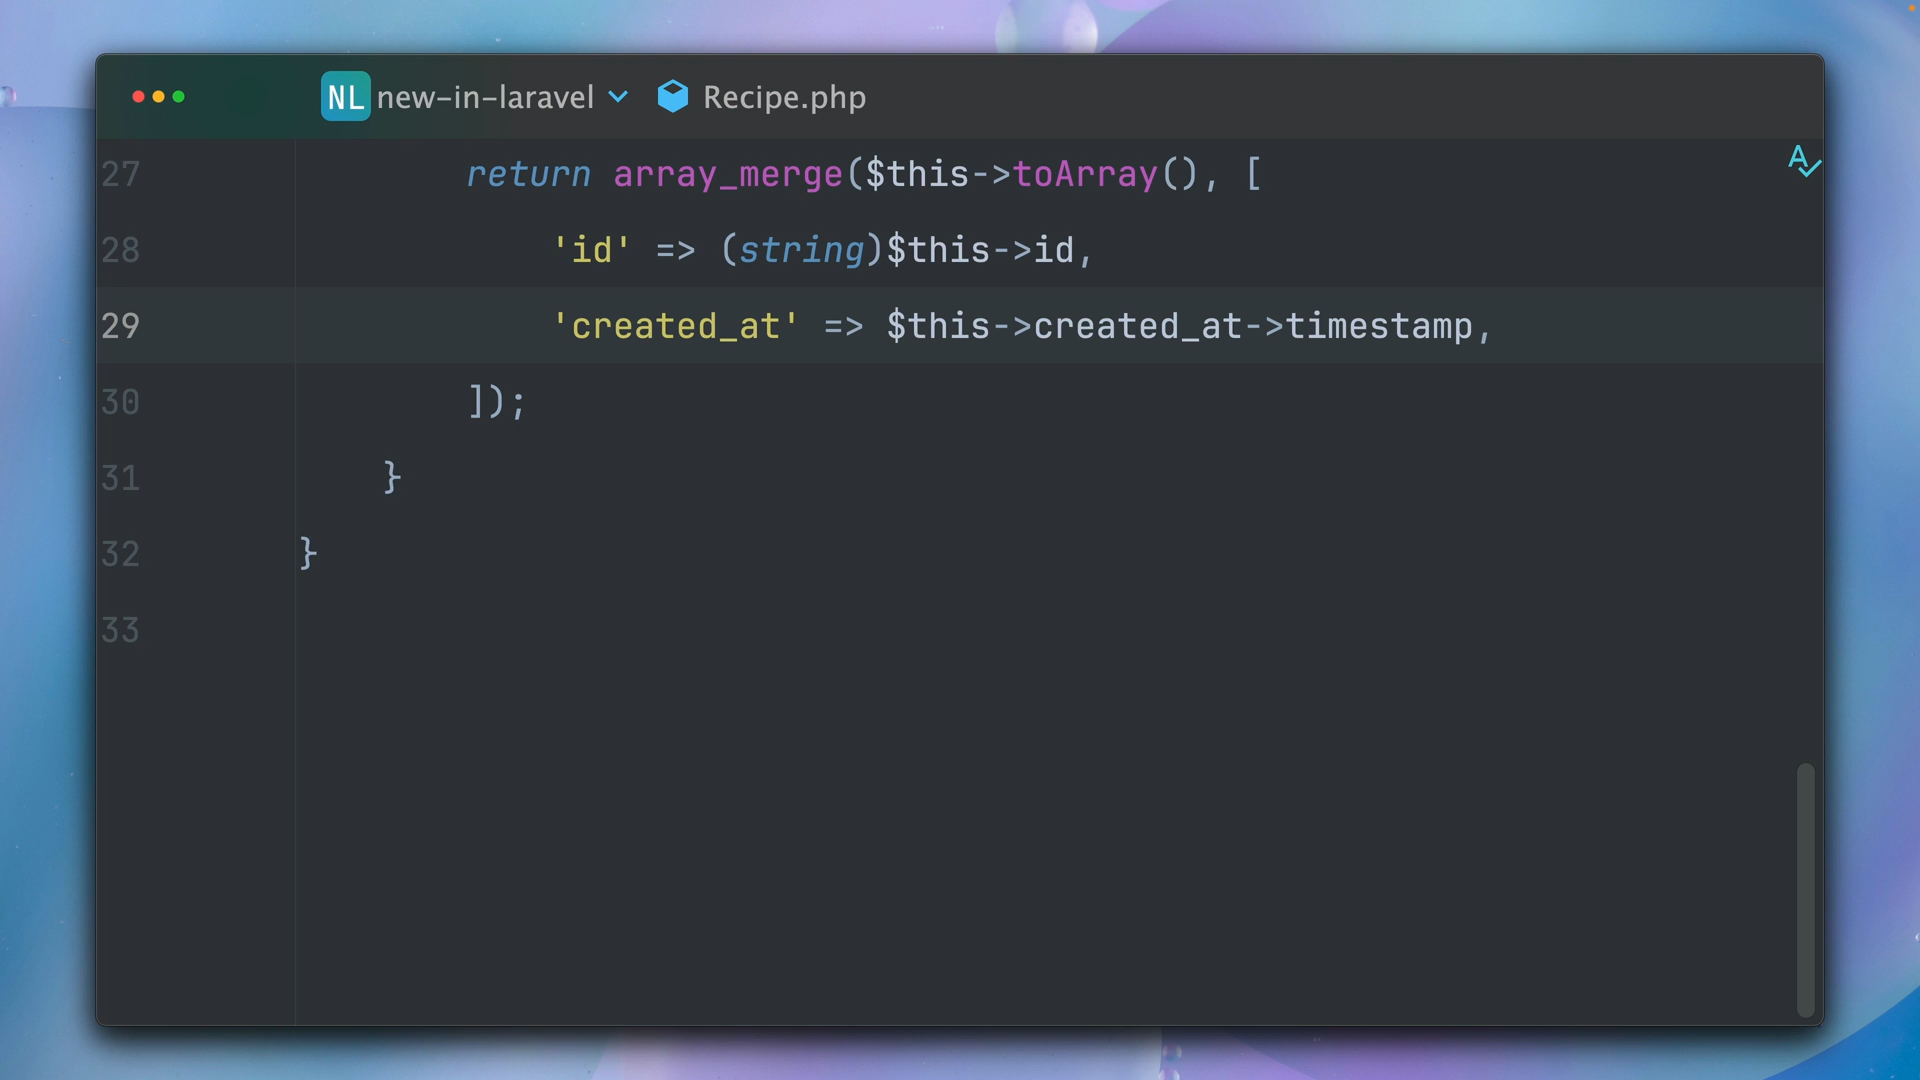 NL new-in-laravel Recipe.php
27 return array_merge($this->toArray(), [
28 'id' => (string)$this->id,
29 'created_at' => $this->created_at->timestamp,
30 ]);
31 }
32 }
33